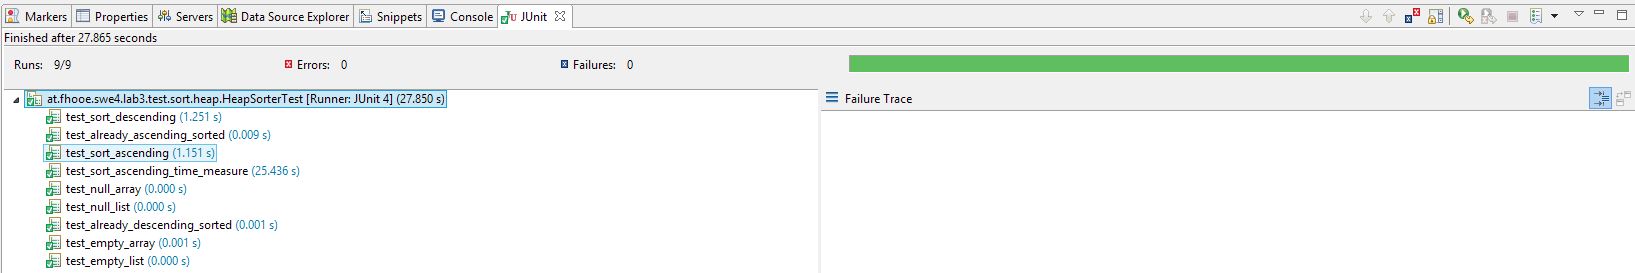 Markers Properties Servers Data Source Explorer Snippets Console JUnit
Finished after 27.865 seconds
Runs: 9/9 Errors: 0 Failures: 0
at.fhooe.swe4.lab3.test.sort.heap.HeapSorterTest [Runner: JUnit 4] (27.850 s)
Failure Trace
test_sort_descending (1.251 s)
test_already_ascending_sorted (0.009 s)
test_sort_ascending (1.151 s)
test_sort_ascending_time_measure (25.436 s)
test_null_array (0.000 s)
test_null_list (0.000 s)
test_already_descending_sorted (0.001 s)
test_empty_array (0.001 s)
test_empty_list (0.000 s)